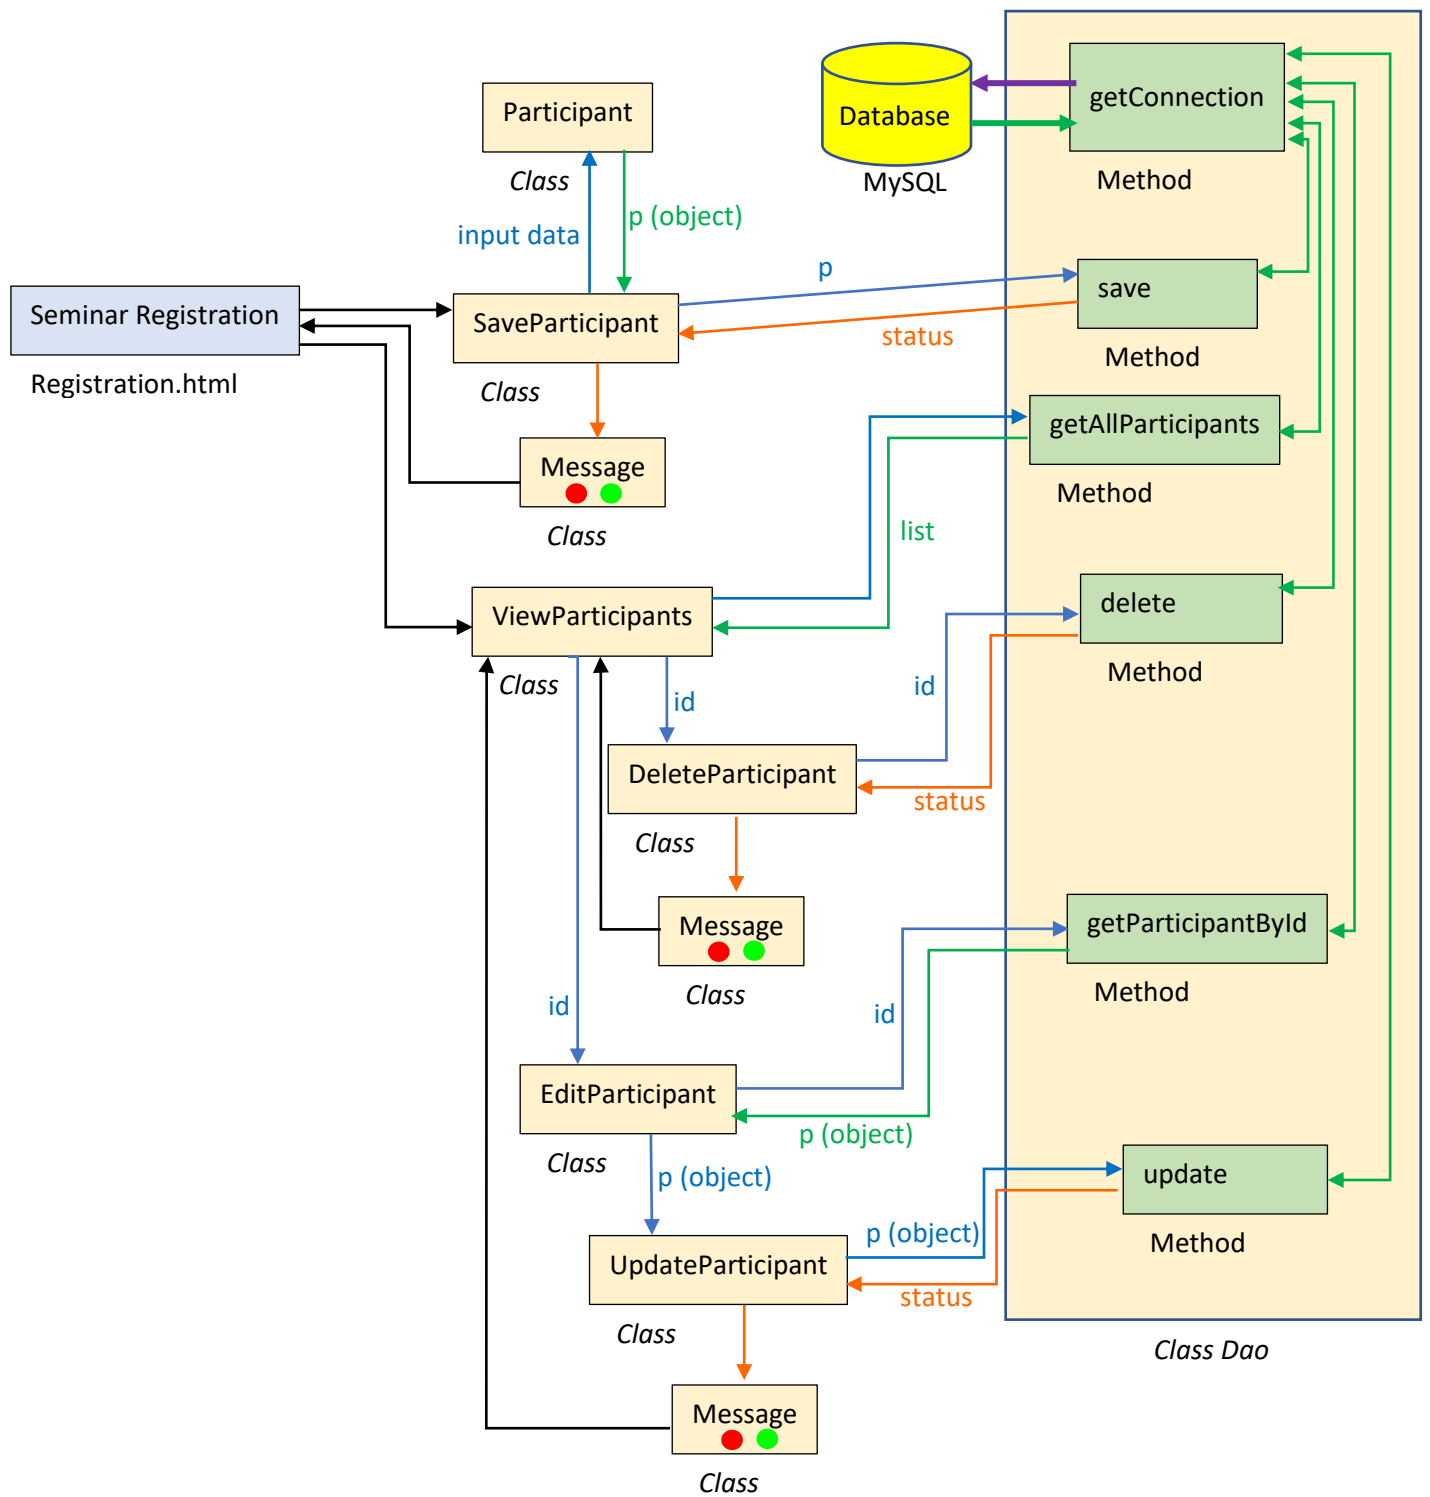 getConnection
Participant
Database
Method
MySQL
Class
p (object)
input data
p
save
Seminar Registration
SaveParticipant
status
Method
Registration.html
Class
getAllParticipants
Message
Method
Class
list
delete
ViewParticipants
Method
Class
id
id
DeleteParticipant
status
Class
getParticipantById
Message
Method
Class
id
id
EditParticipant
p (object)
Class
p (object)
update
p (object)
Method
UpdateParticipant
status
Class
Class Dao
Message
Class